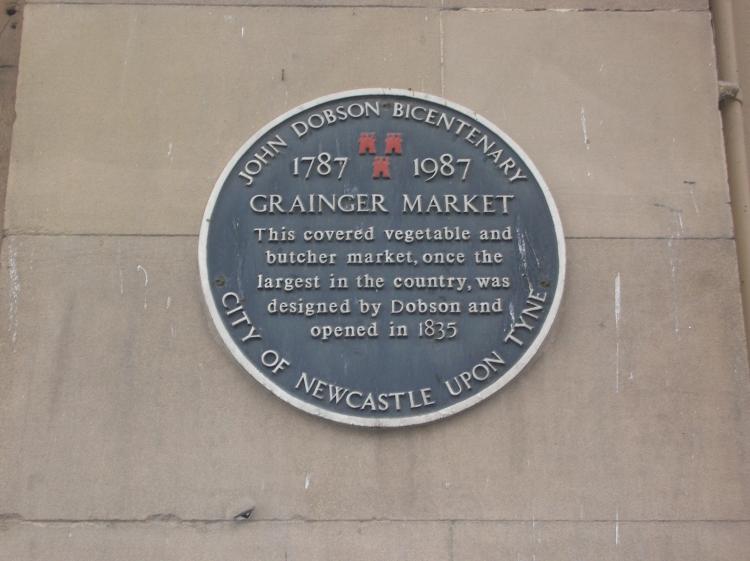 JOHN DOBSON BICENTENARY
1787 1987
GRAINGER MARKET
This covered vegetable and
butcher market, once the
largest in the country, was
designed by Dobson and
opened in 1835
CITY OF NEWCASTLE UPON TYNE